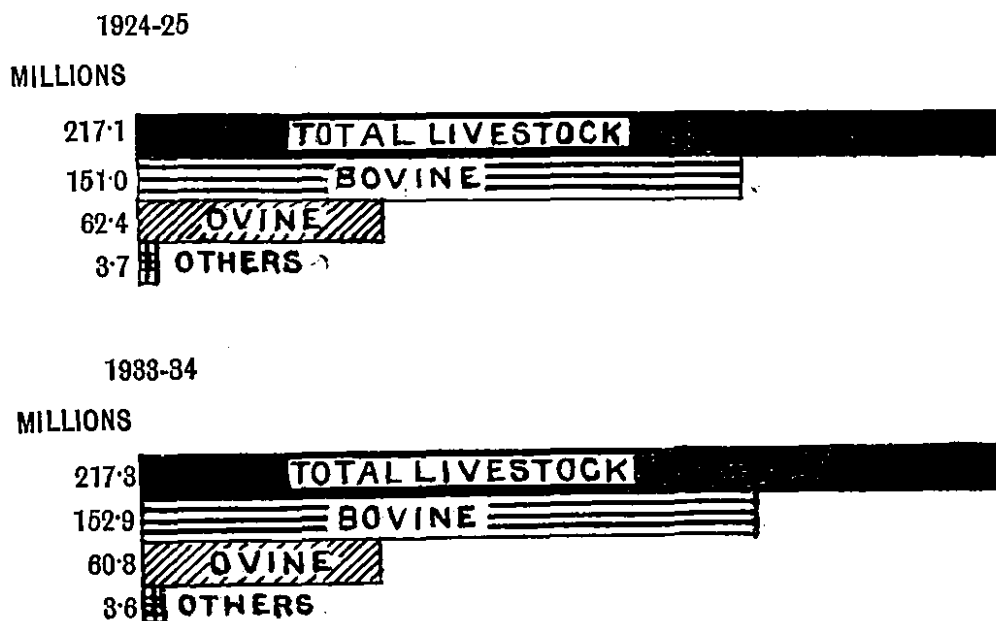 1924-25
MILLIONS
217·1 TOTAL LIVESTOCK
151·0 BOVINE
62·4 OVINE
3·7 OTHERS
1933-34
MILLIONS
217·3 TOTAL LIVESTOCK
152·9 BOVINE
60·8 OVINE
3·6 OTHERS